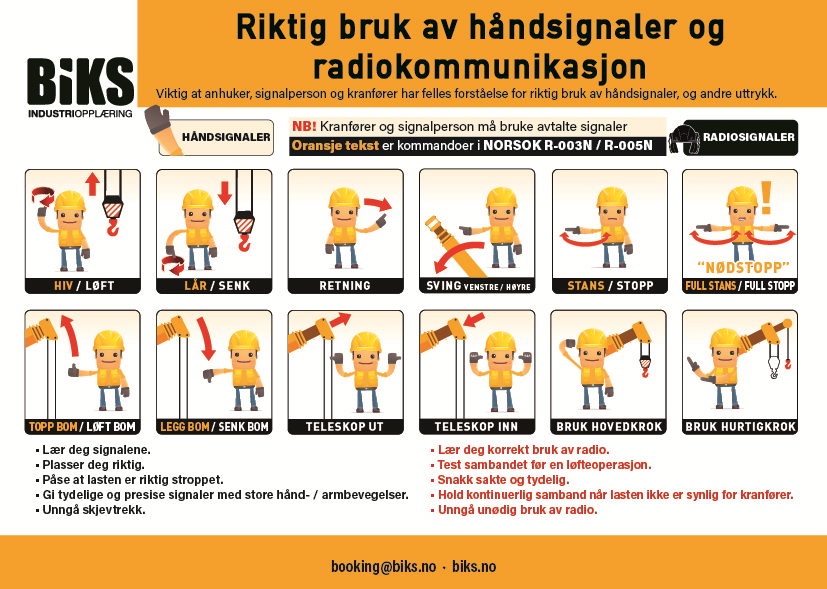 Riktig bruk av håndsignaler og
radiokommunikasjon
Viktig at anhuker, signalperson og kranfører har felles forståelse for riktig bruk av håndsignaler, og andre uttrykk.
BiKS
INDUSTRIOPPLÆRING
HÅNDSIGNALER
NB! Kranfører og signalperson må bruke avtalte signaler
Oransje tekst er kommandoer i NORSOK R-003N / R-005N
RADIOSIGNALER
HIV / LØFT
LÅR / SENK
RETNING
SVING VENSTRE / HØYRE
STANS / STOPP
!
“NØDSTOPP”
FULL STANS / FULL STOPP
TOPP BOM / LØFT BOM
LEGG BOM / SENK BOM
TELESKOP UT
TELESKOP INN
BRUK HOVEDKROK
BRUK HURTIGKROK
▪ Lær deg signalene.
▪ Plasser deg riktig.
▪ Påse at lasten er riktig stroppet.
▪ Gi tydelige og presise signaler med store hånd- / armbevegelser.
▪ Unngå skjevtrekk.
▪ Lær deg korrekt bruk av radio.
▪ Test sambandet før en løfteoperasjon.
▪ Snakk sakte og tydelig.
▪ Hold kontinuerlig samband når lasten ikke er synlig for kranfører.
▪ Unngå unødig bruk av radio.
booking@biks.no · biks.no